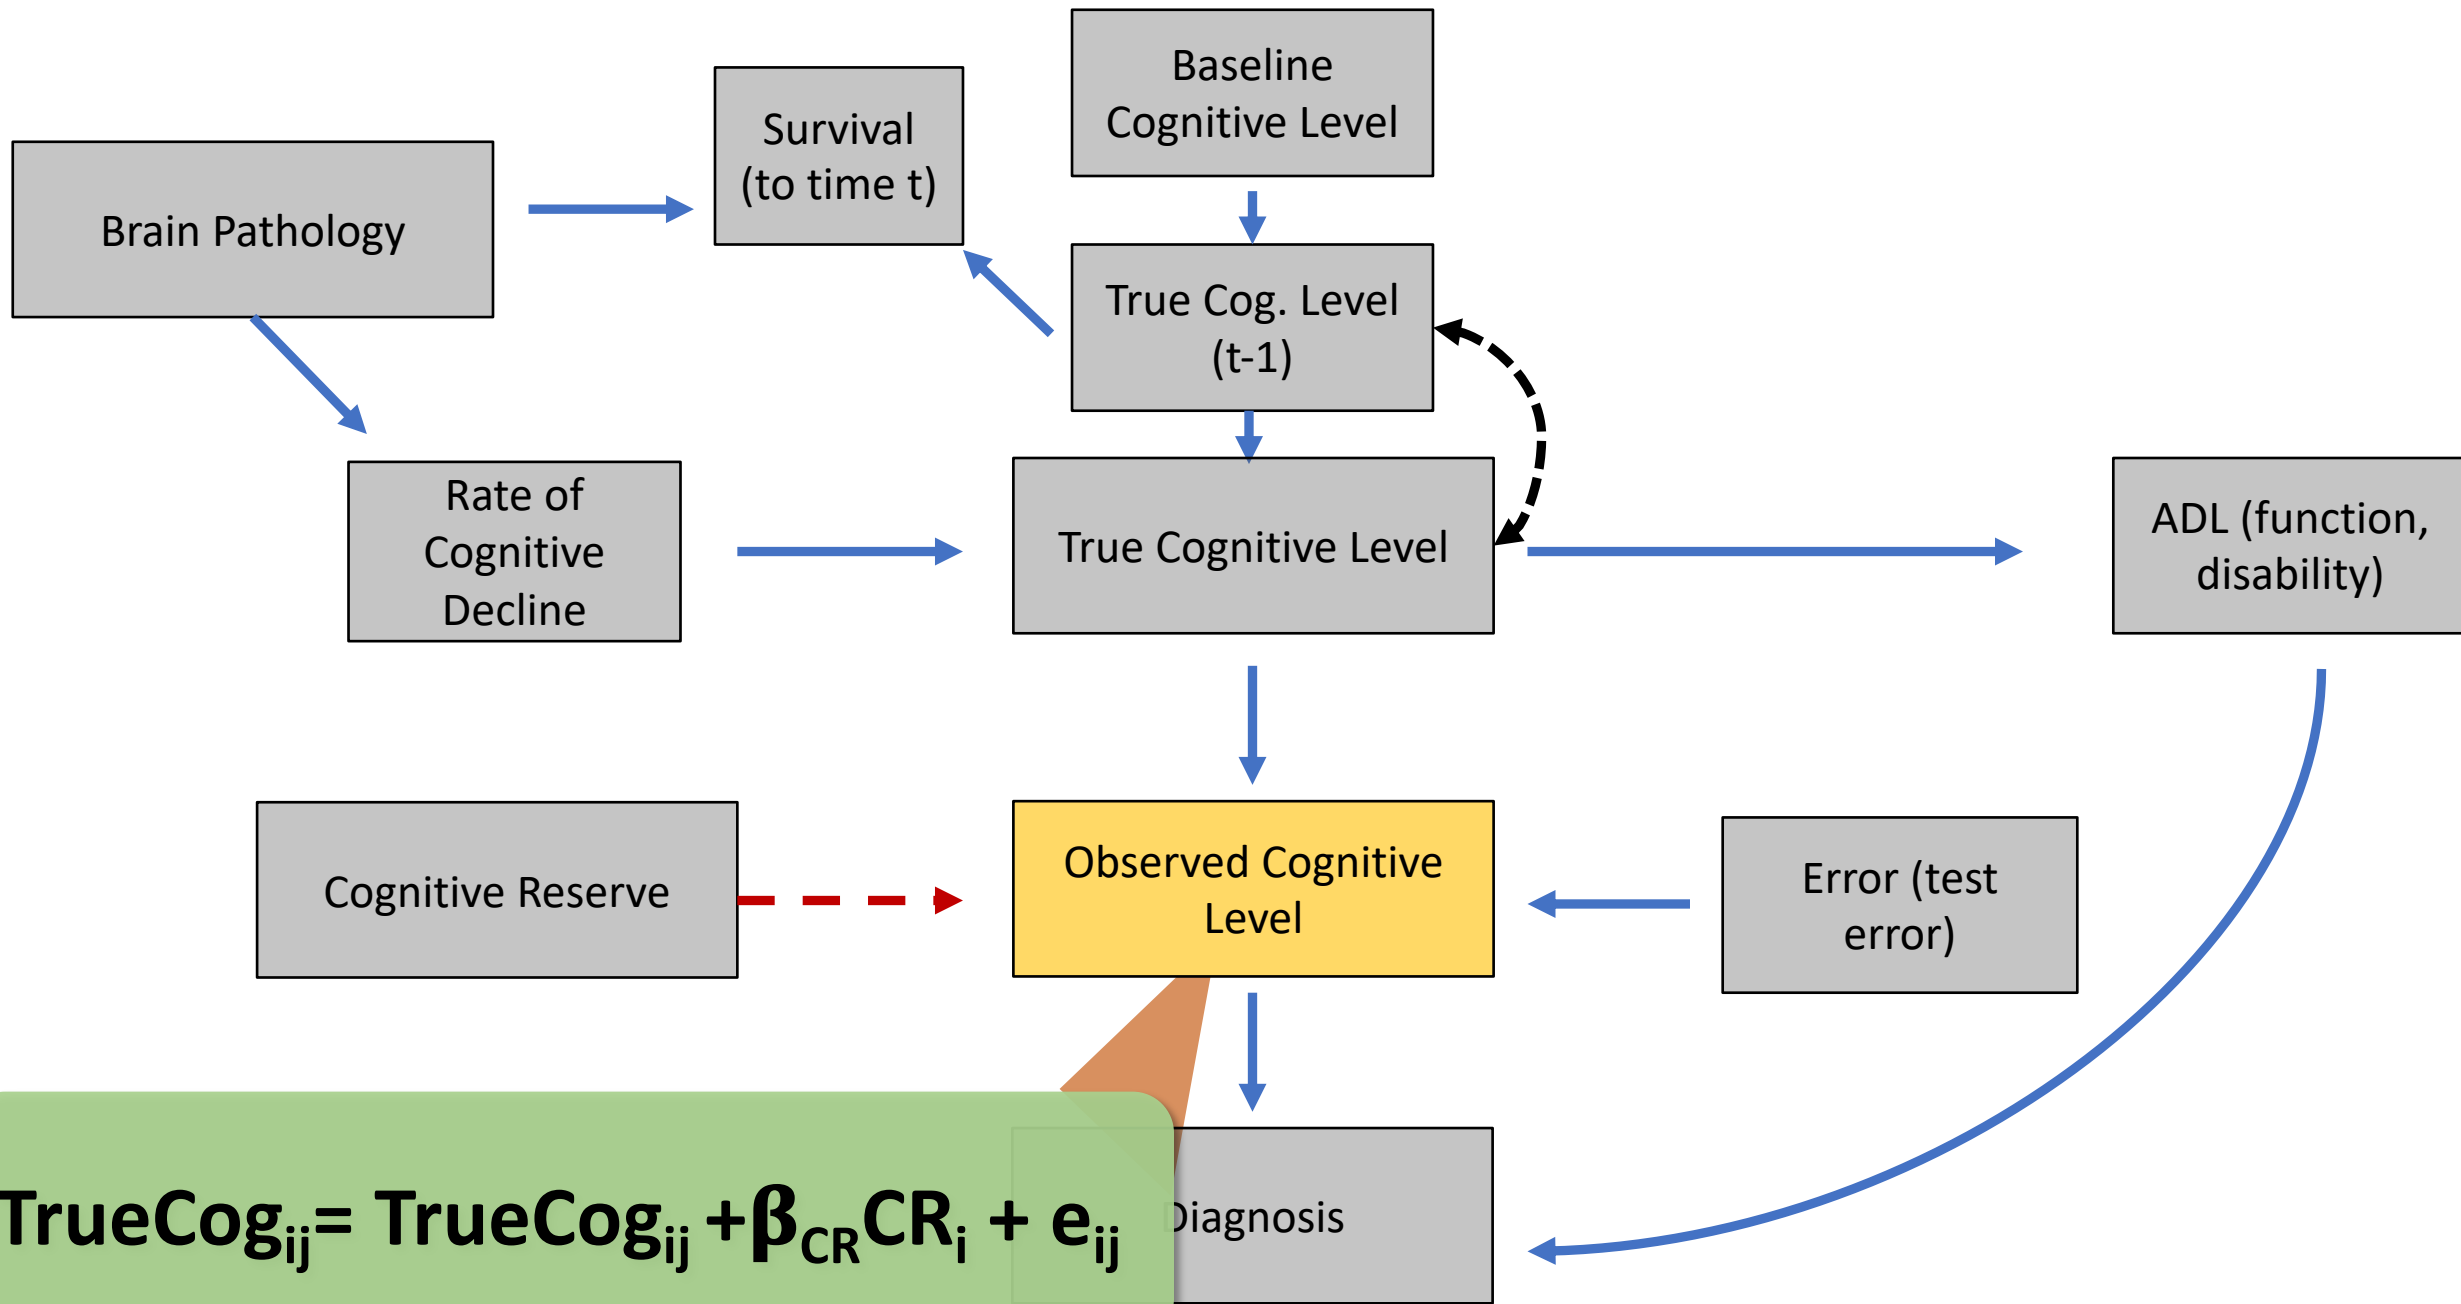 Baseline
Cognitive Level
Survival
(to time t)
Brain Pathology
True Cog. Level
(t-1)
Rate of
Cognitive
Decline
True Cognitive Level
ADL (function,
disability)
Cognitive Reserve
Observed Cognitive
Level
Error (test
error)
TrueCogij= TrueCogij +βCRCRi + eij
Diagnosis